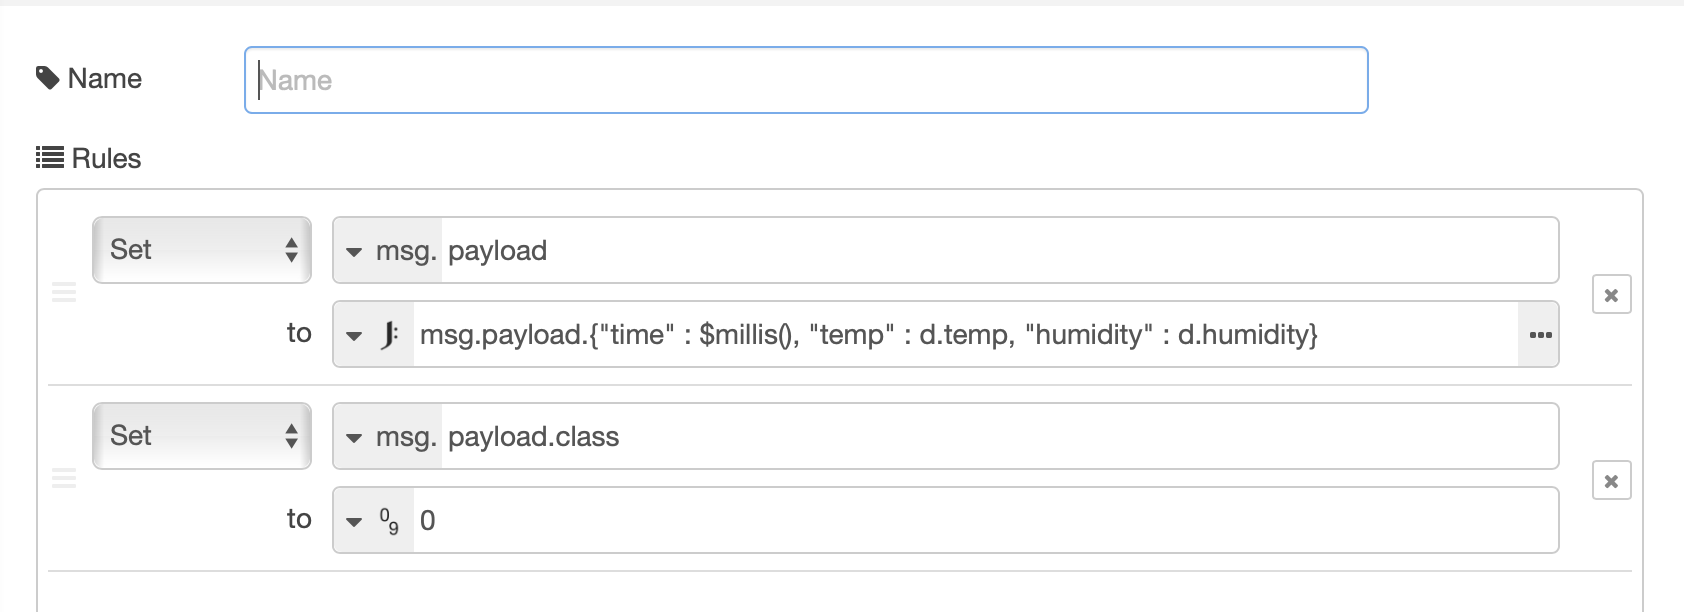 Name
Name
Rules
Set
msg. payload
to
J: msg.payload.{"time" : $millis(), "temp" : d.temp, "humidity" : d.humidity}
Set
msg. payload.class
to
09 0